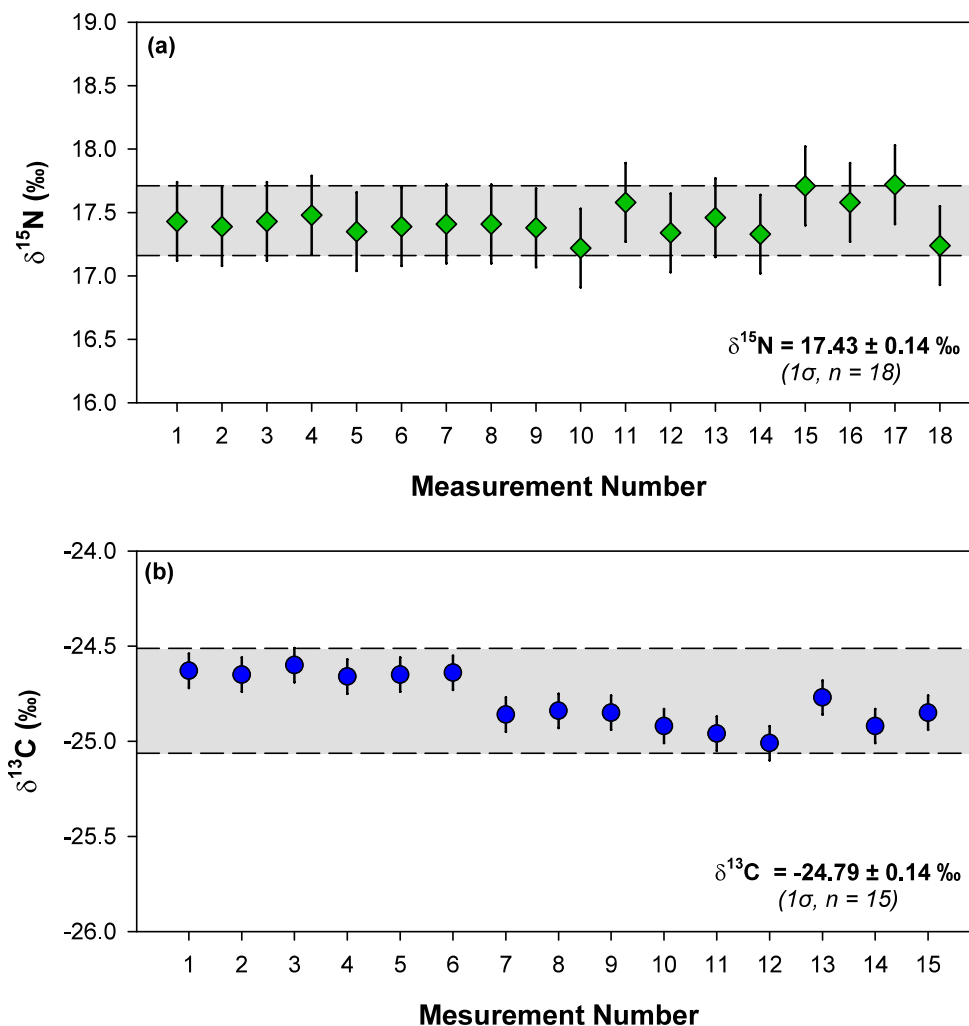 (a)
δ15N (‰)
19.0
18.5
18.0
17.5
17.0
16.5
16.0
δ15N = 17.43 ± 0.14 ‰
(1σ, n = 18)
1 2 3 4 5 6 7 8 9 10 11 12 13 14 15 16 17 18
Measurement Number
(b)
δ13C (‰)
-24.0
-24.5
-25.0
-25.5
-26.0
δ13C = -24.79 ± 0.14 ‰
(1σ, n = 15)
1 2 3 4 5 6 7 8 9 10 11 12 13 14 15
Mesurement Number